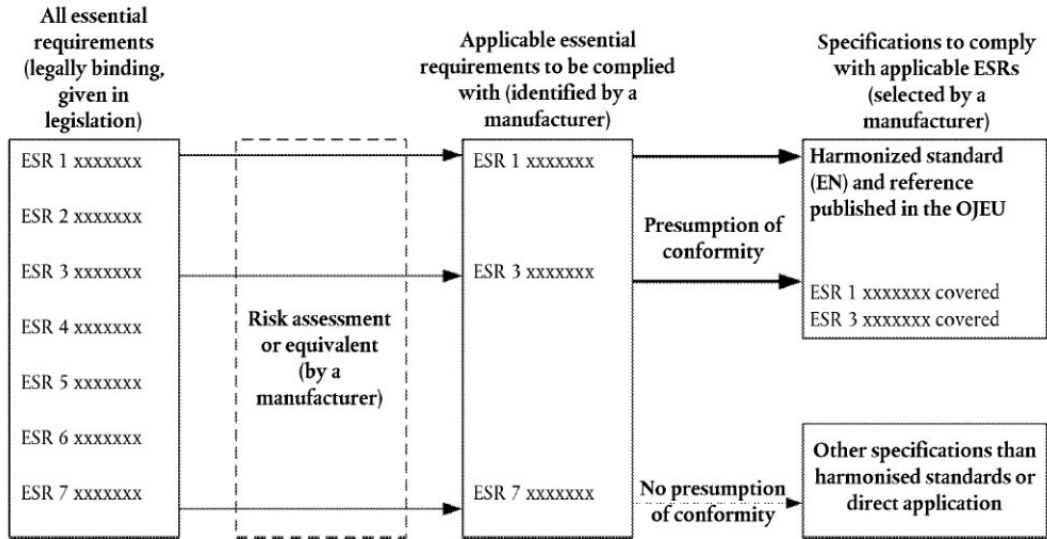 All essential
requirements
(legally binding,
given in
legislation)
Applicable essential
requirements to be complied
with (identified by a
manufacturer)
Specifications to comply
with applicable ESRs
(selected by a
manufacturer)
ESR 1 xxxxxxx
ESR 2 xxxxxxx
ESR 3 xxxxxxx
ESR 4 xxxxxxx
ESR 5 xxxxxxx
ESR 6 xxxxxxx
ESR 7 xxxxxxx
Risk assessment
or equivalent
(by a
manufacturer)
ESR 1 xxxxxxx
ESR 3 xxxxxxx
ESR 7 xxxxxxx
Presumption of
conformity
No presumption
of conformity
Harmonized standard
(EN) and reference
published in the OJEU
ESR 1 xxxxxxx covered
ESR 3 xxxxxxx covered
Other specifications than
harmonised standards or
direct application